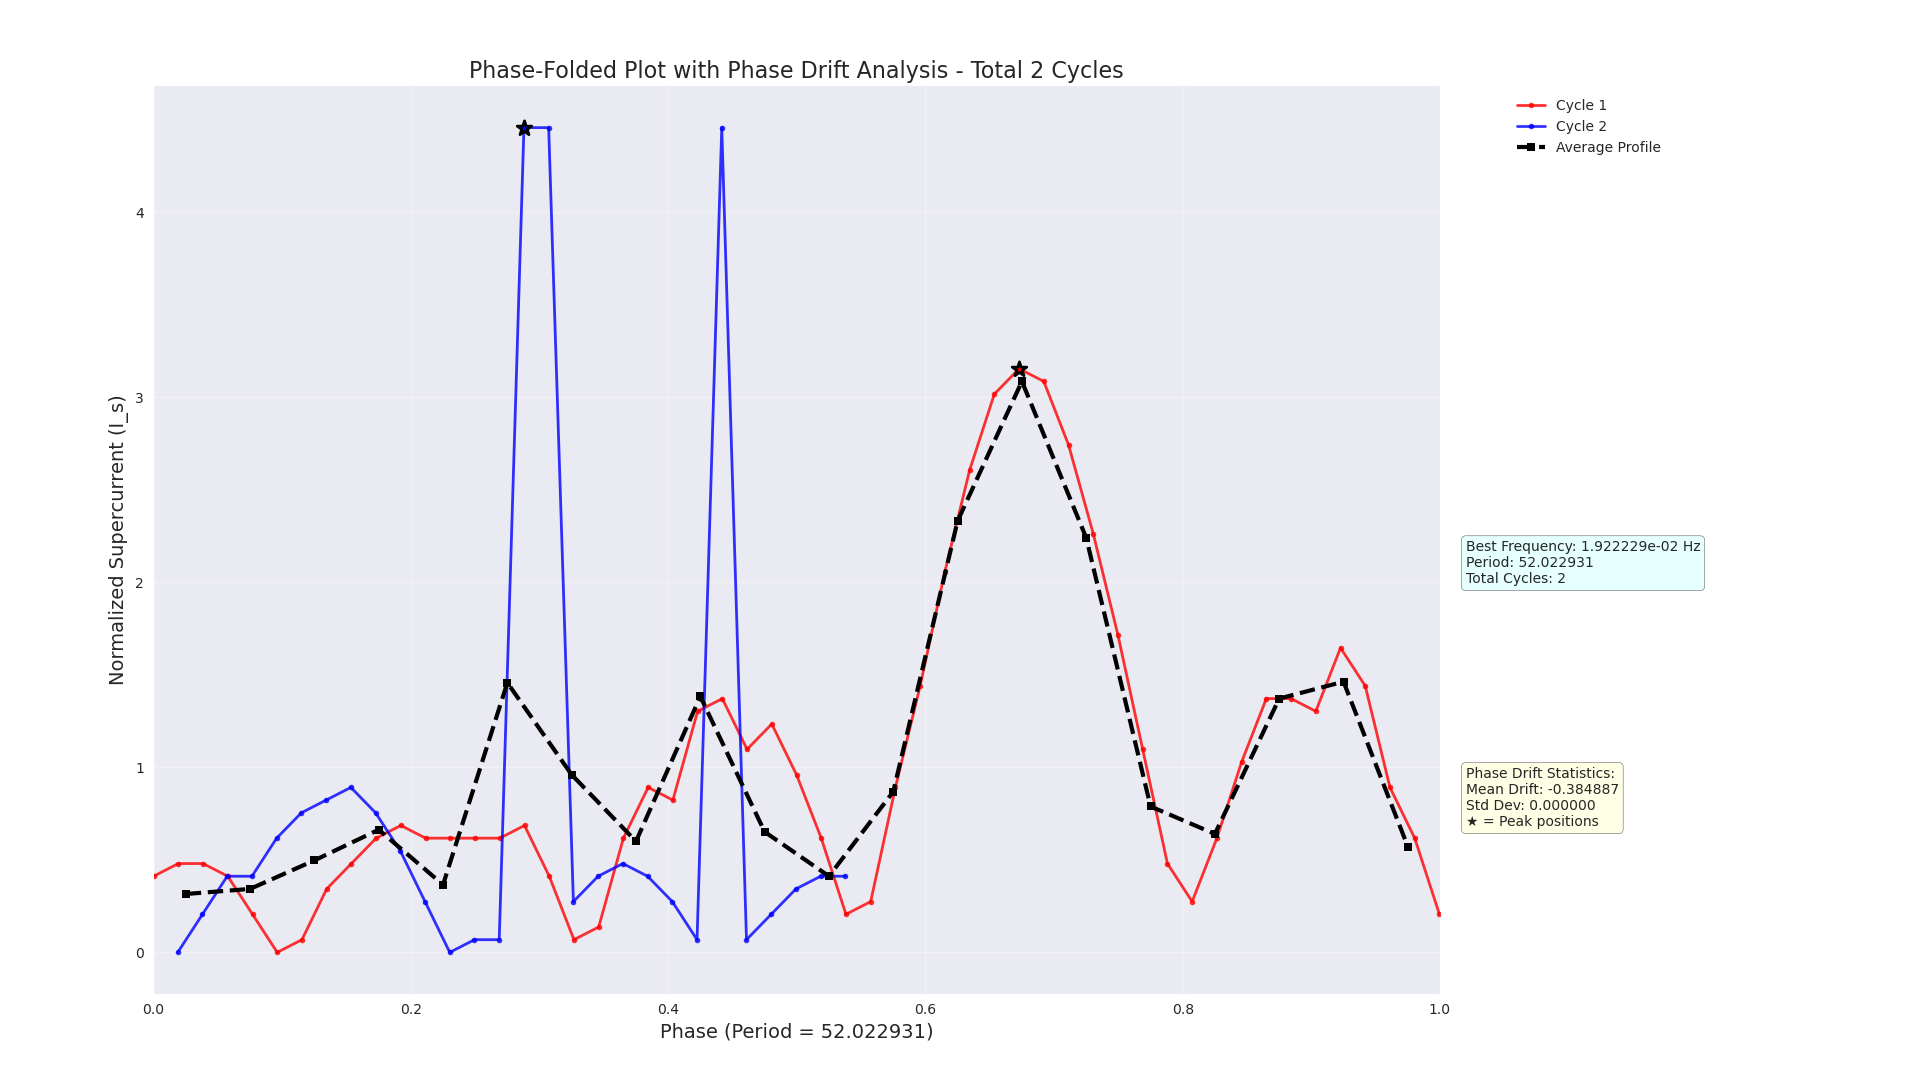 Phase-Folded Plot with Phase Drift Analysis - Total 2 Cycles
Cycle 1
Cycle 2
Average Profile
Normalized Supercurrent (I_s)
4
3
2
1
0
0.0 0.2 0.4 0.6 0.8 1.0
Phase (Period = 52.022931)
Best Frequency: 1.922229e-02 Hz
Period: 52.022931
Total Cycles: 2
Phase Drift Statistics:
Mean Drift: -0.384887
Std Dev: 0.000000
★ = Peak positions